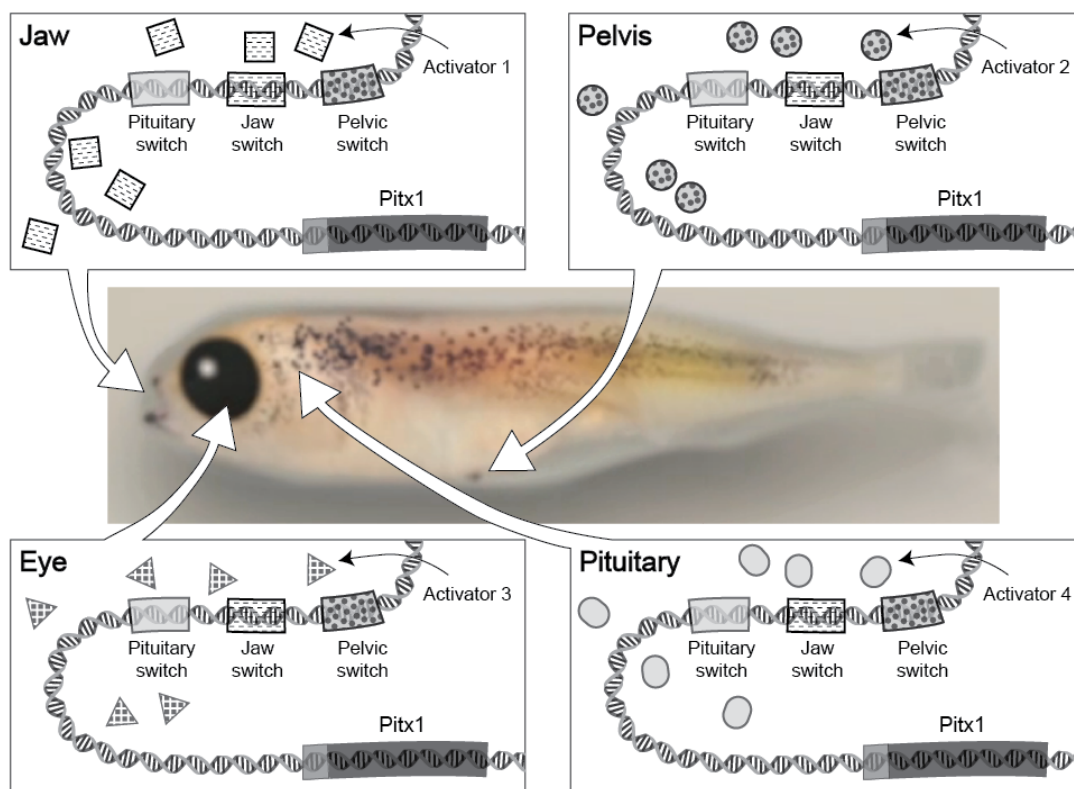 Jaw
Activator 1
Pituitary switch
Jaw switch
Pelvic switch
Pitx1
Pelvis
Activator 2
Pituitary switch
Jaw switch
Pelvic switch
Pitx1
Eye
Activator 3
Pituitary switch
Jaw switch
Pelvic switch
Pitx1
Pituitary
Activator 4
Pituitary switch
Jaw switch
Pelvic switch
Pitx1